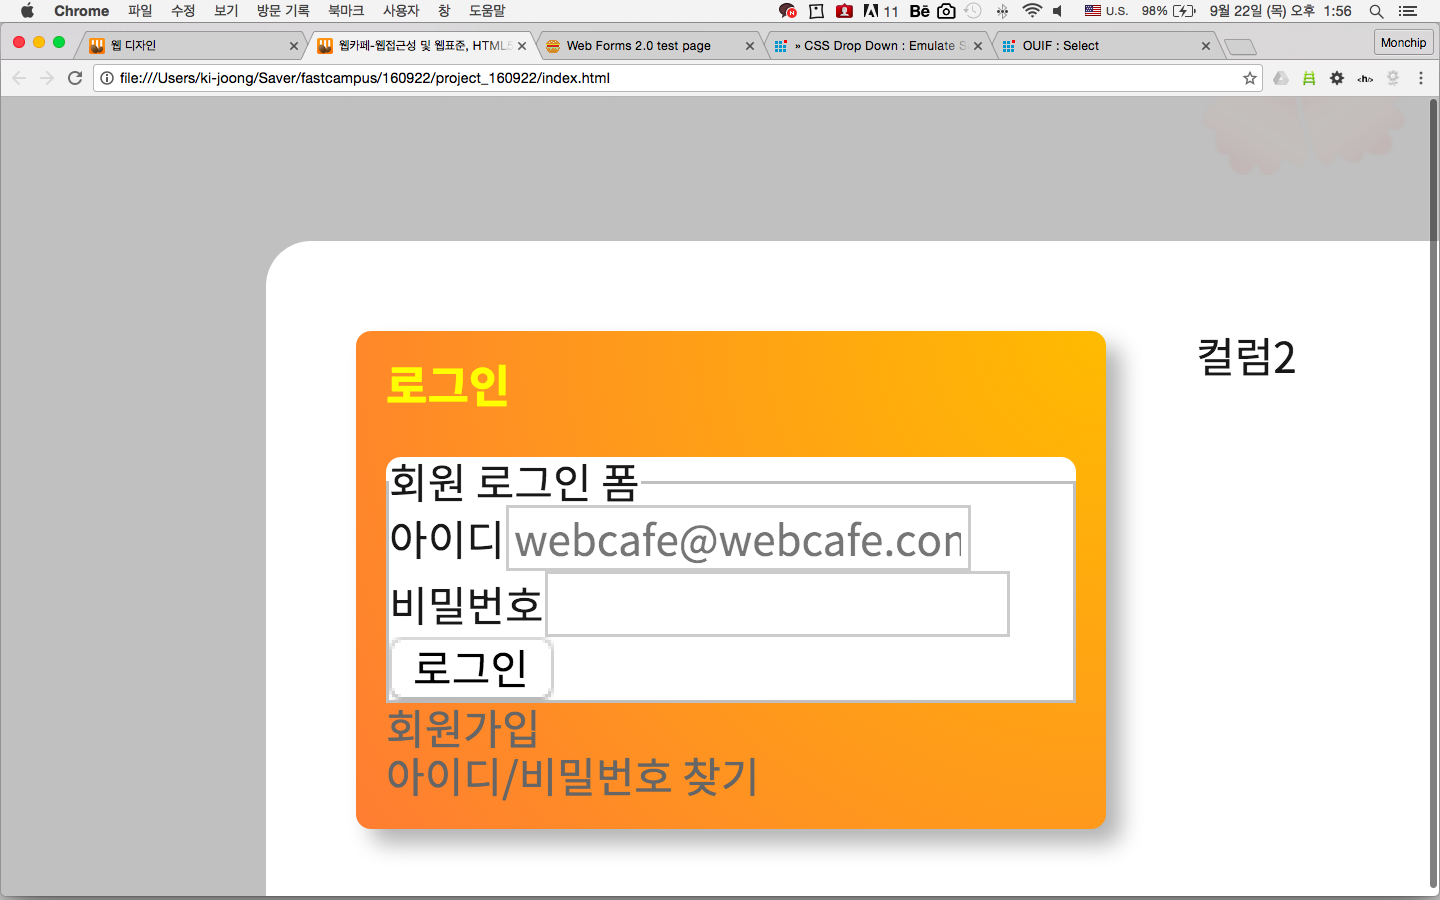 Chrome 파일 수정 보기 방문 기록 북마크 사용자 창 도움말 11 Bē U.S. 98% 9월 22일 (목) 오후 1:56
웹 디자인 웹카페-웹접근성 및 웹표준, HTML5 Web Forms 2.0 test page » CSS Drop Down : Emulate S OUIF : Select Monchip
file:///Users/ki-joong/Saver/fastcampus/160922/project_160922/index.html
컬럼2
로그인
회원 로그인 폼
아이디 webcafe@webcafe.con
비밀번호
로그인
회원가입
아이디/비밀번호 찾기